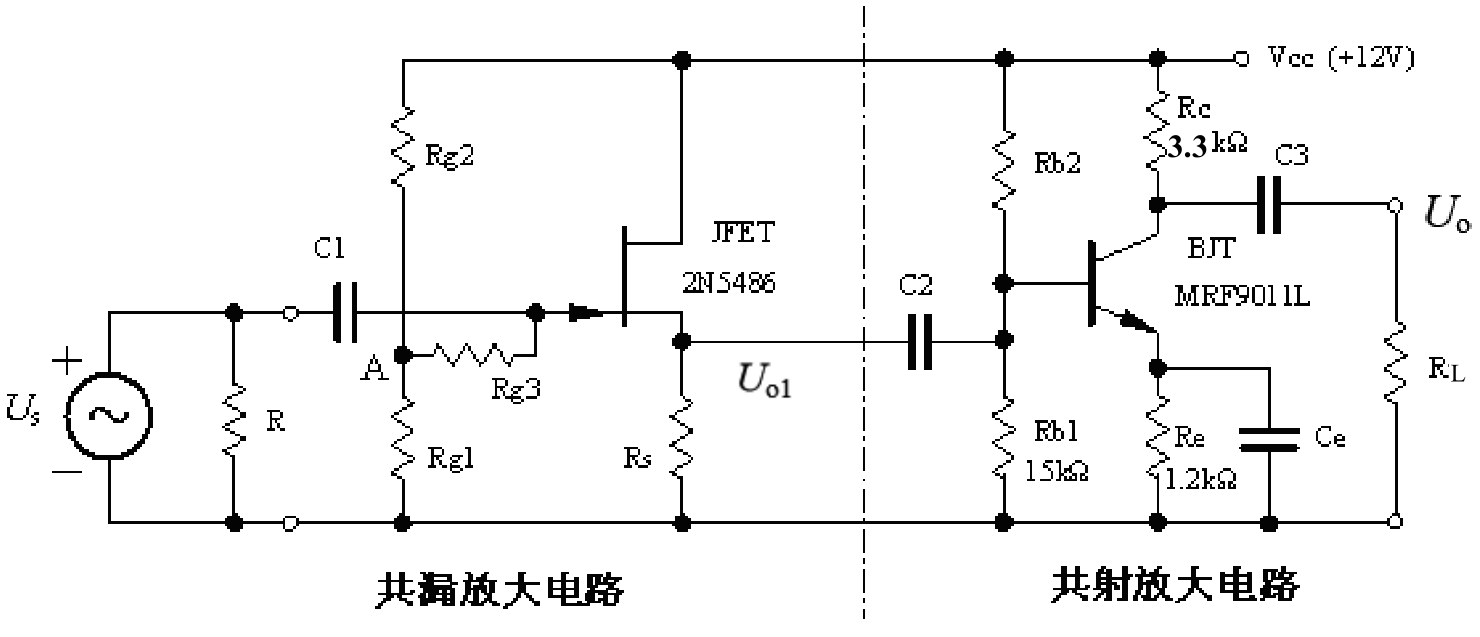 Vcc (+12V)
Rc
3.3kΩ
Rg2
Rb2
C3
Uo
JFET
2N5486
C1
BJT
MRF9011L
C2
A
Rg3
Uo1
+
Us
−
R
Rg1
Rs
Rb1
15kΩ
Re
1.2kΩ
Ce
RL
共漏放大电路
共射放大电路